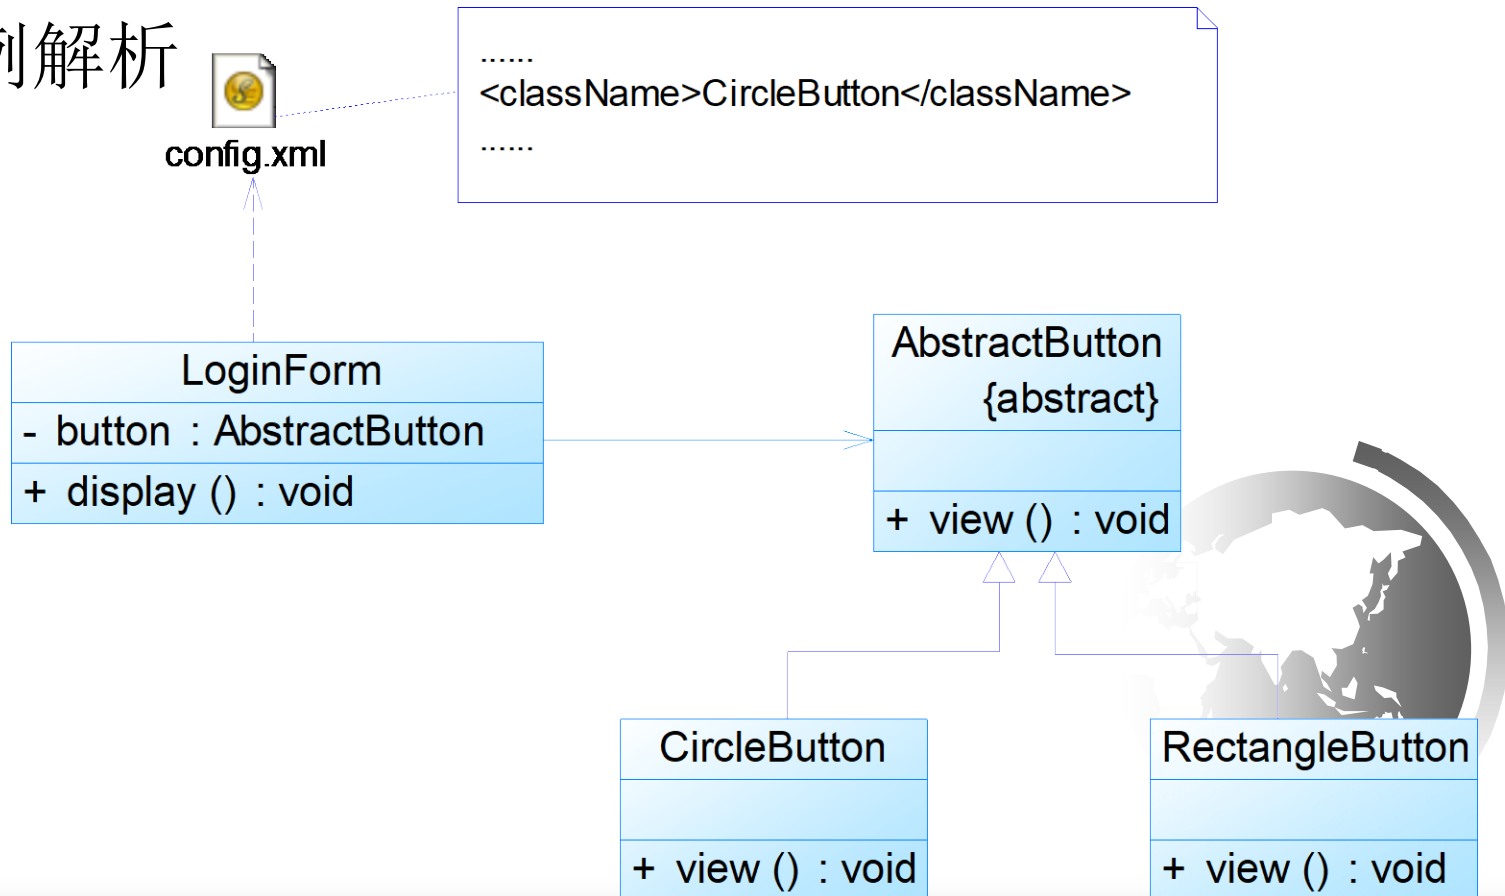 例解析
......
<className>CircleButton</className>
......
config.xml
LoginForm
- button : AbstractButton
+ display () : void
AbstractButton
{abstract}
+ view () : void
CircleButton
+ view () : void
RectangleButton
+ view () : void